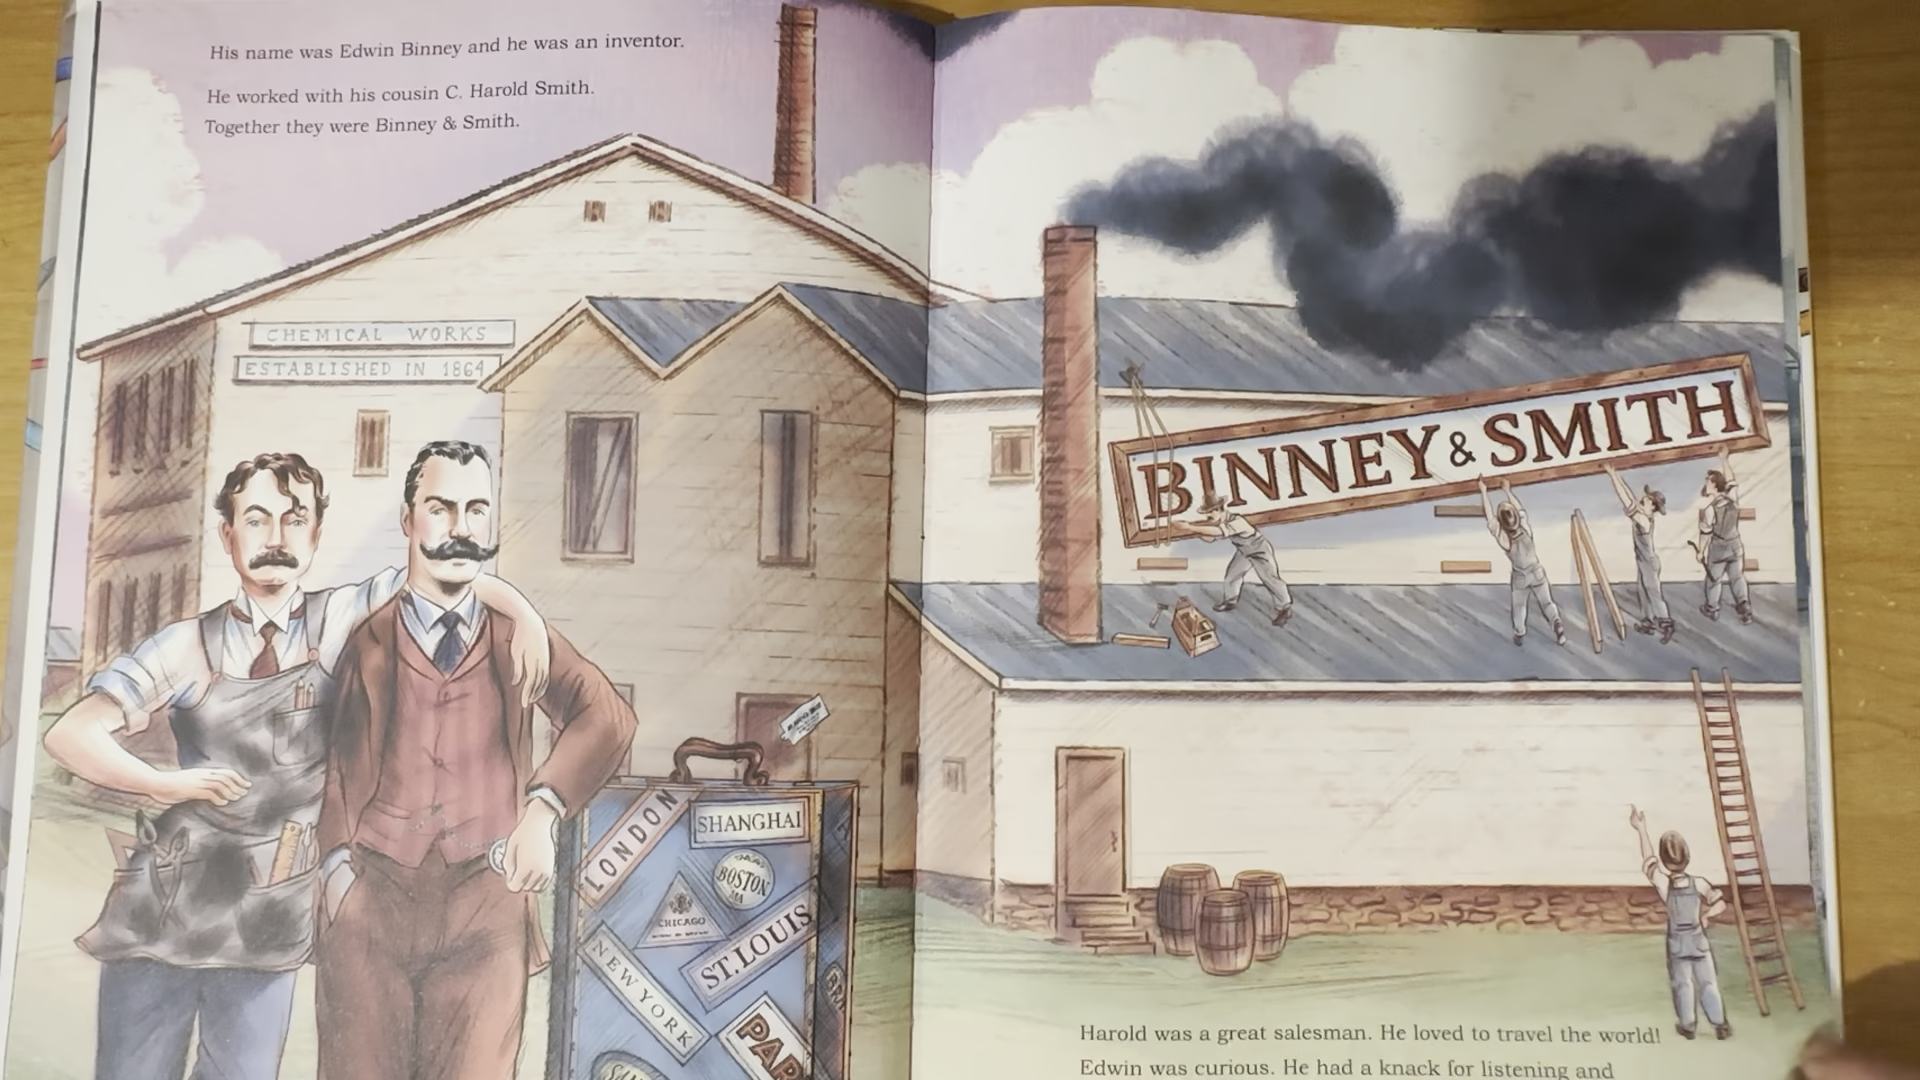 His name was Edwin Binney and he was an inventor.
He worked with his cousin C. Harold Smith.
Together they were Binney & Smith.
CHEMICAL WORKS
ESTABLISHED IN 1864
BINNEY & SMITH
LONDON
SHANGHAI
BOSTON
MA
CHICAGO
ST. LOUIS
NEW YORK
Harold was a great salesman. He loved to travel the world!
Edwin was curious. He had a knack for listening and